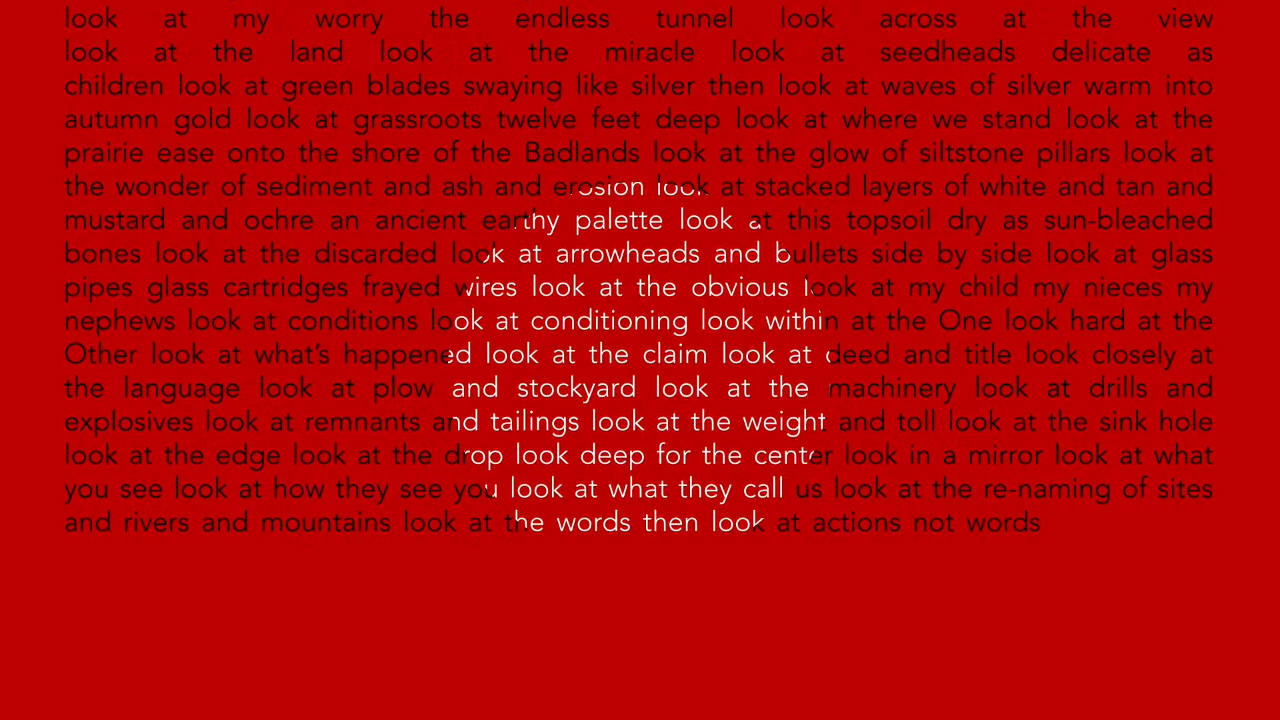 look at my worry the endless tunnel look across at the view
look at the land look at the miracle look at seedheads delicate as
children look at green blades swaying like silver then look at waves of silver warm into
autumn gold look at grassroots twelve feet deep look at where we stand look at the
prairie ease onto the shore of the Badlands look at the glow of siltstone pillars look at
the wonder of sediment and ash and erosion look at stacked layers of white and tan and
mustard and ochre an ancient earthy palette look at this topsoil dry as sun-bleached
bones look at the discarded look at arrowheads and bullets side by side look at glass
pipes glass cartridges frayed wires look at the obvious look at my child my nieces my
nephews look at conditions look at conditioning look within at the One look hard at the
Other look at what’s happened look at the claim look at deed and title look closely at
the language look at plow and stockyard look at the machinery look at drills and
explosives look at remnants and tailings look at the weight and toll look at the sink hole
look at the edge look at the drop look deep for the center look in a mirror look at what
you see look at how they see you look at what they call us look at the re-naming of sites
and rivers and mountains look at the words then look at actions not words